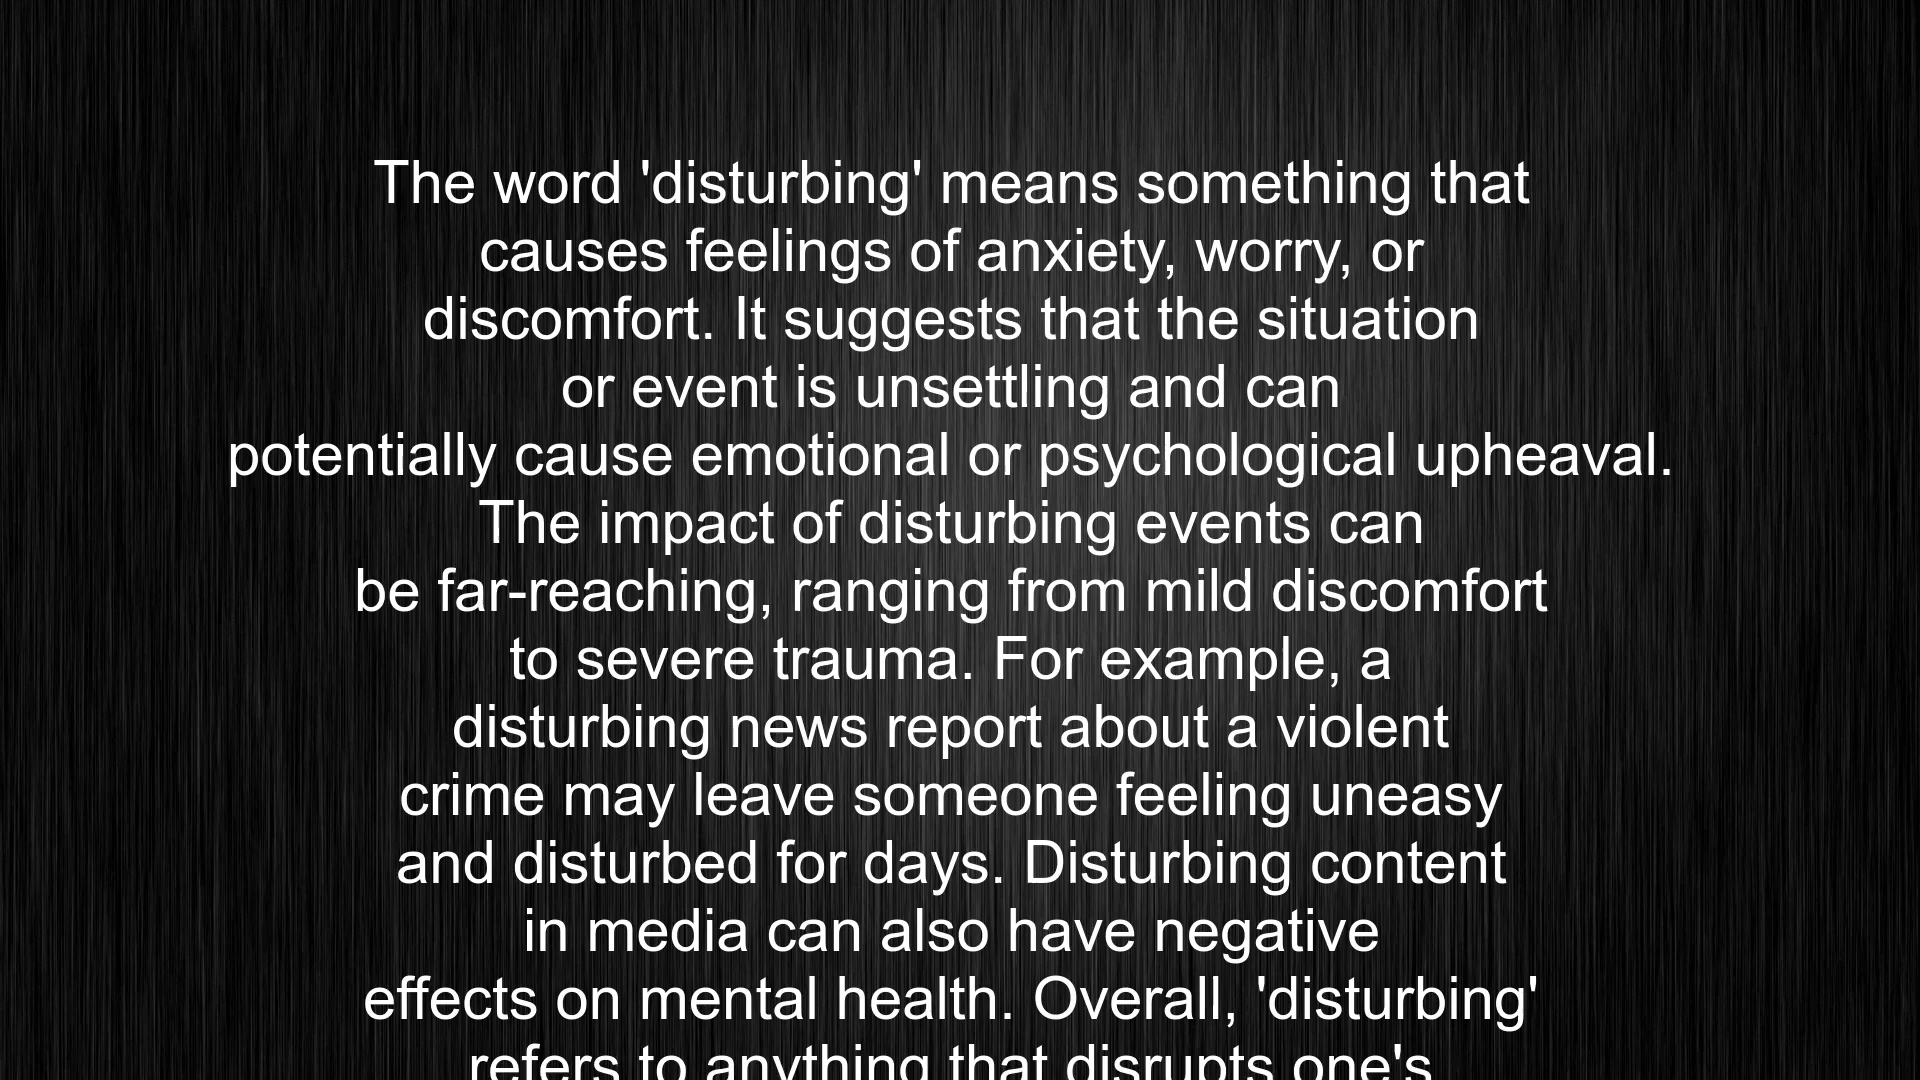 The word 'disturbing' means something that
causes feelings of anxiety, worry, or
discomfort. It suggests that the situation
or event is unsettling and can
potentially cause emotional or psychological upheaval.
The impact of disturbing events can
be far-reaching, ranging from mild discomfort
to severe trauma. For example, a
disturbing news report about a violent
crime may leave someone feeling uneasy
and disturbed for days. Disturbing content
in media can also have negative
effects on mental health. Overall, 'disturbing'
refers to anything that disrupts one's